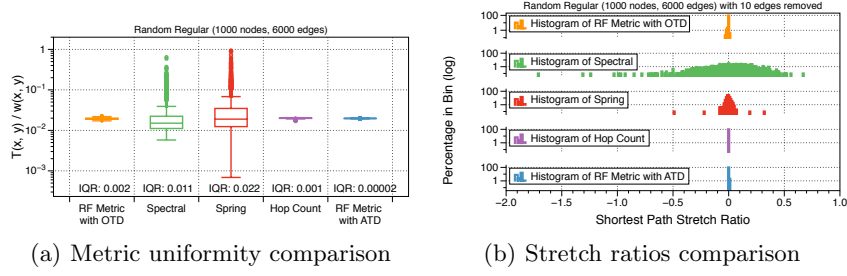 Random Regular (1000 nodes, 6000 edges)
T(x, y) / w(x, y)
1
10⁻¹
10⁻²
10⁻³
IQR: 0.002 IQR: 0.011 IQR: 0.022 IQR: 0.001 IQR: 0.00002
RF Metric with OTD
Spectral
Spring
Hop Count
RF Metric with ATD
(a) Metric uniformity comparison
Random Regular (1000 nodes, 6000 edges) with 10 edges removed
Percentage in Bin (log)
100
1
Histogram of RF Metric with OTD
100
1
Histogram of Spectral
100
1
Histogram of Spring
100
1
Histogram of Hop Count
100
1
Histogram of RF Metric with ATD
−2.0 −1.5 −1.0 −0.5 0 0.5 1.0
Shortest Path Stretch Ratio
(b) Stretch ratios comparison